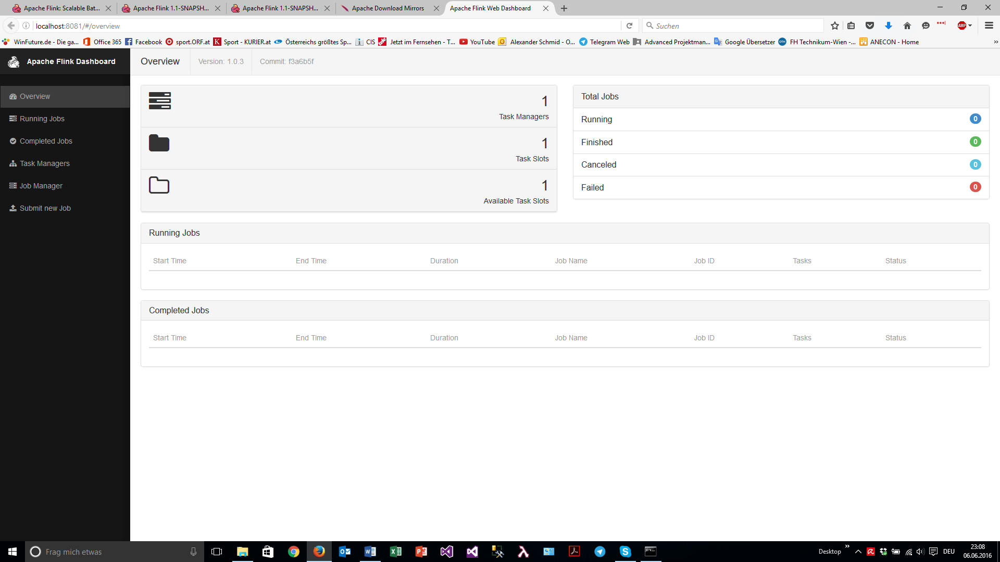 Apache Flink: Scalable Bat...
Apache Flink 1.1-SNAPSH...
Apache Flink 1.1-SNAPSH...
Apache Download Mirrors
Apache Flink Web Dashboard
localhost:8081/#/overview
Suchen
ABP
WinFuture.de - Die ga...
Office 365
Facebook
sport.ORF.at
Sport - KURIER.at
Österreichs größtes Sp...
CIS
Jetzt im Fernsehen - T...
YouTube
Alexander Schmid - O...
Telegram Web
Advanced Projektman...
Google Übersetzer
FH Technikum-Wien -...
ANECON - Home
Apache Flink Dashboard
Overview
Version: 1.0.3
Commit: f3a6b5f
Overview
Running Jobs
Completed Jobs
Task Managers
Job Manager
Submit new Job
1
Task Managers
1
Task Slots
1
Available Task Slots
Total Jobs
Running 0
Finished 0
Canceled 0
Failed 0
Running Jobs
Start Time End Time Duration Job Name Job ID Tasks Status
Completed Jobs
Start Time End Time Duration Job Name Job ID Tasks Status
Frag mich etwas
Desktop
DEU
23:08
06.06.2016